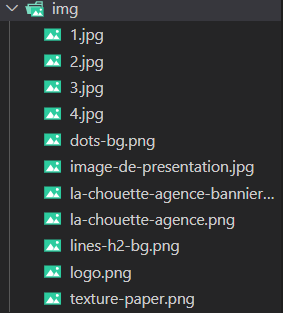 img
1.jpg
2.jpg
3.jpg
4.jpg
dots-bg.png
image-de-presentation.jpg
la-chouette-agence-bannier...
la-chouette-agence.png
lines-h2-bg.png
logo.png
texture-paper.png